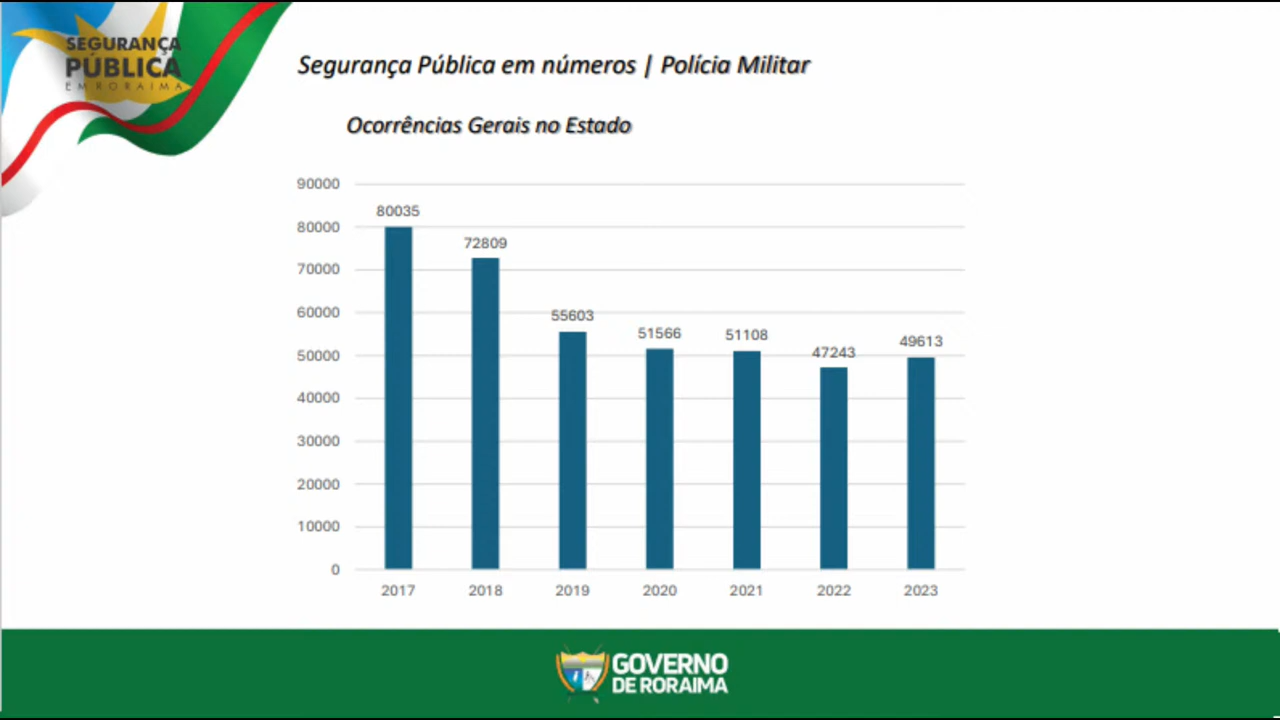 SEGURANÇA
PÚBLICA
EM RORAIMA
Segurança Pública em números | Polícia Militar
Ocorrências Gerais no Estado
90000
80000
70000
60000
50000
40000
30000
20000
10000
0
80035
72809
55603
51566
51108
47243
49613
2017 2018 2019 2020 2021 2022 2023
GOVERNO
DE RORAIMA